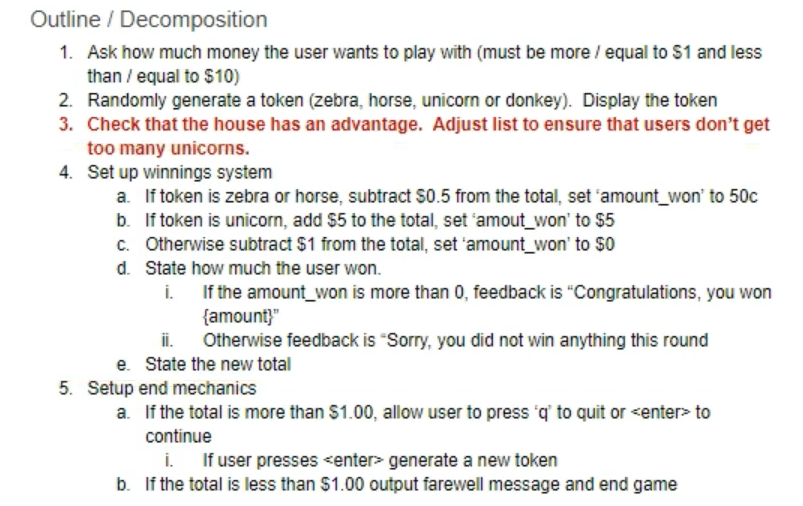 Outline / Decomposition
1. Ask how much money the user wants to play with (must be more / equal to $1 and less
than / equal to $10)
2. Randomly generate a token (zebra, horse, unicorn or donkey). Display the token
3. Check that the house has an advantage. Adjust list to ensure that users don't get
too many unicorns.
4. Set up winnings system
a. If token is zebra or horse, subtract $0.5 from the total, set 'amount_won' to 50c
b. If token is unicorn, add $5 to the total, set 'amout_won' to $5
c. Otherwise subtract $1 from the total, set 'amount_won' to $0
d. State how much the user won.
i. If the amount_won is more than 0, feedback is "Congratulations, you won
{amount}"
ii. Otherwise feedback is "Sorry, you did not win anything this round
e. State the new total
5. Setup end mechanics
a. If the total is more than $1.00, allow user to press 'q' to quit or <enter> to
continue
i. If user presses <enter> generate a new token
b. If the total is less than $1.00 output farewell message and end game